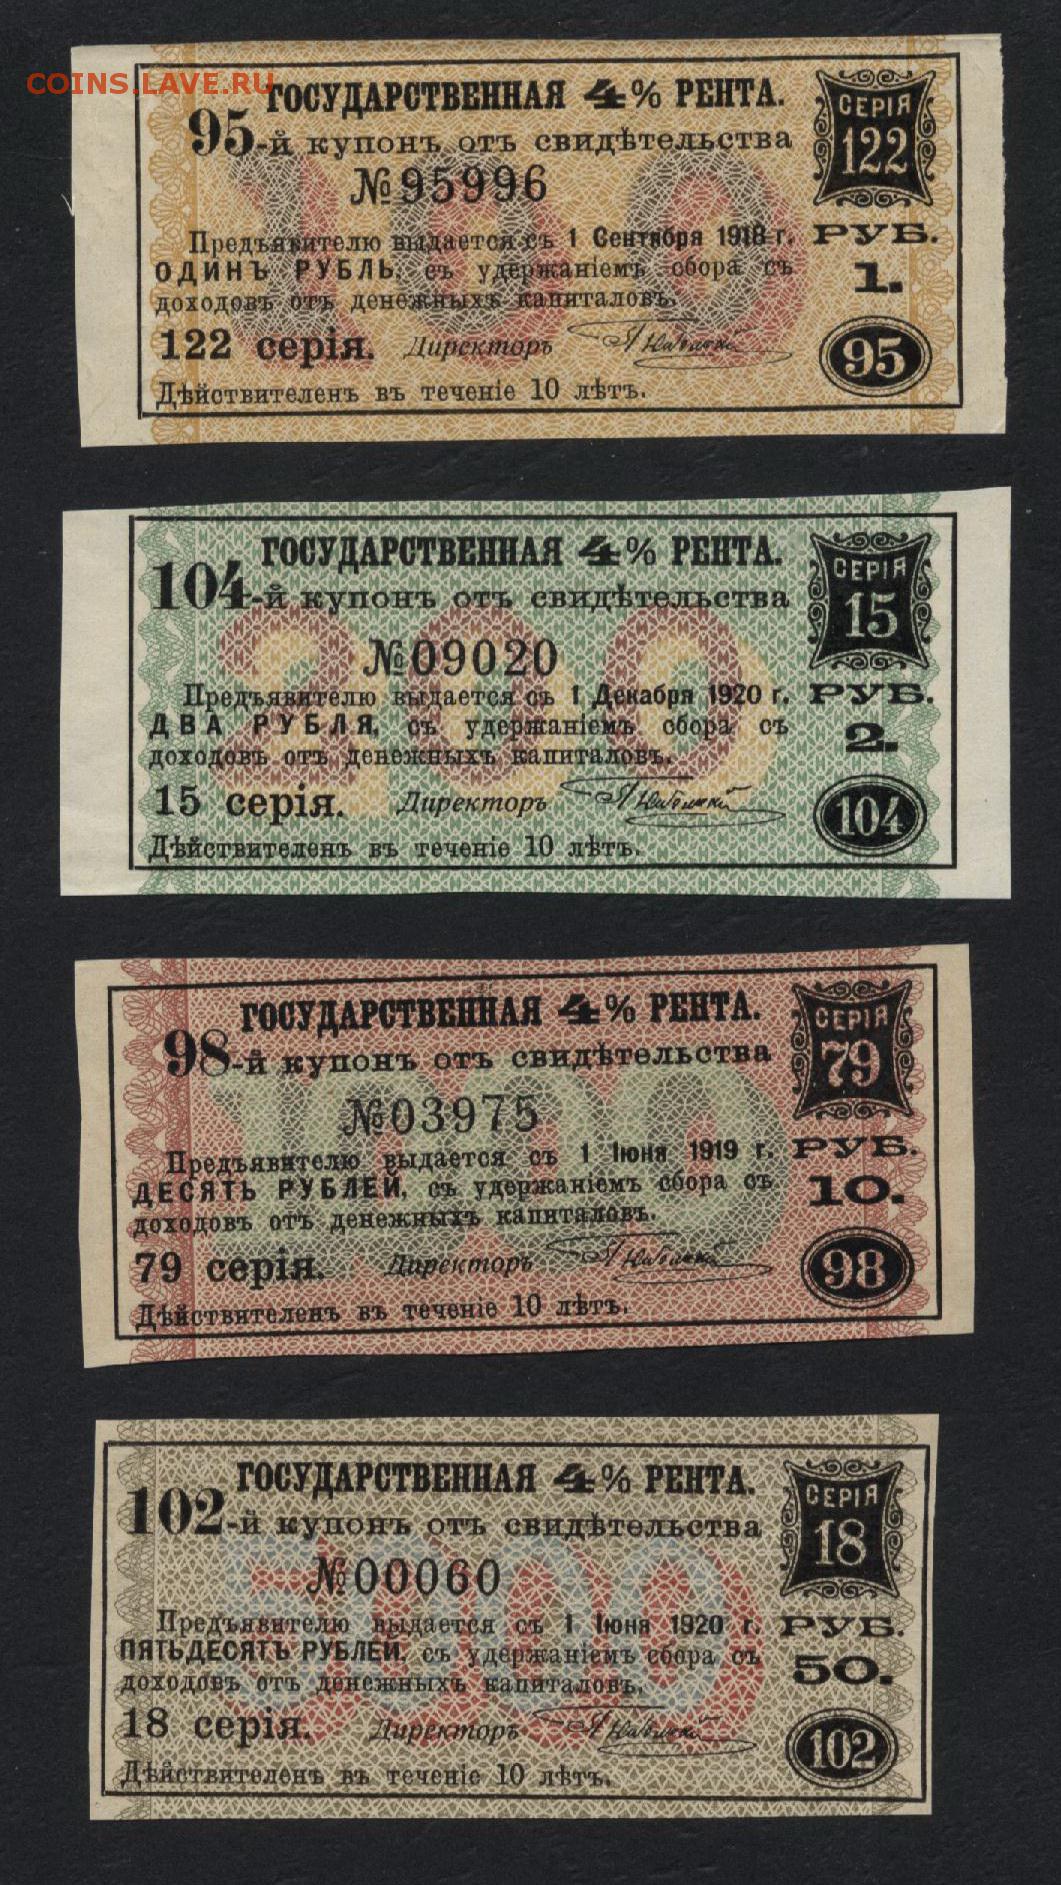 COINS.LAVE.RU
ГОСУДАРСТВЕННАЯ 4% РЕНТА.
95-й купонъ отъ свидѣтельства
№95996
СЕРІЯ
122
Предъявителю выдается съ 1 Сентября 1918 г.
ОДИНЪ РУБЛЬ, съ удержаніемъ сбора съ
доходовъ отъ денежныхъ капиталовъ.
РУБ.
1.
122 серія. Директоръ
95
Дѣйствителенъ въ теченіе 10 лѣтъ.
100
ГОСУДАРСТВЕННАЯ 4% РЕНТА.
104-й купонъ отъ свидѣтельства
№09020
СЕРІЯ
15
Предъявителю выдается съ 1 Декабря 1920 г.
ДВА РУБЛЯ, съ удержаніемъ сбора съ
доходовъ отъ денежныхъ капиталовъ.
РУБ.
2.
15 серія. Директоръ
104
Дѣйствителенъ въ теченіе 10 лѣтъ.
200
ГОСУДАРСТВЕННАЯ 4% РЕНТА.
98-й купонъ отъ свидѣтельства
№03975
СЕРІЯ
79
Предъявителю выдается съ 1 Іюня 1919 г.
ДЕСЯТЬ РУБЛЕЙ, съ удержаніемъ сбора съ
доходовъ отъ денежныхъ капиталовъ.
РУБ.
10.
79 серія. Директоръ
98
Дѣйствителенъ въ теченіе 10 лѣтъ.
1000
ГОСУДАРСТВЕННАЯ 4% РЕНТА.
102-й купонъ отъ свидѣтельства
№00060
СЕРІЯ
18
Предъявителю выдается съ 1 Іюня 1920 г.
ПЯТЬДЕСЯТЬ РУБЛЕЙ, съ удержаніемъ сбора съ
доходовъ отъ денежныхъ капиталовъ.
РУБ.
50.
18 серія. Директоръ
102
Дѣйствителенъ въ теченіе 10 лѣтъ.
5000